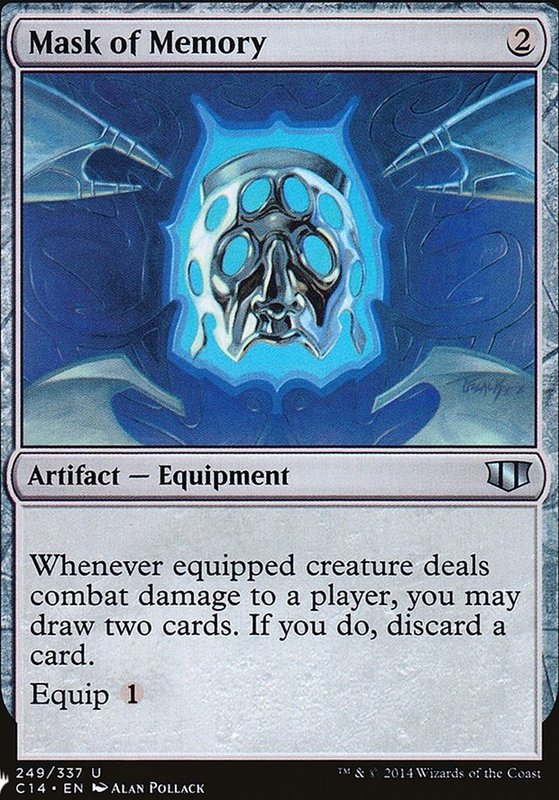 Mask of Memory 2
Artifact — Equipment
Whenever equipped creature deals
combat damage to a player, you may
draw two cards. If you do, discard a
card.
Equip 1
249/337 U
C14 • EN Alan Pollack
™ & © 2014 Wizards of the Coast